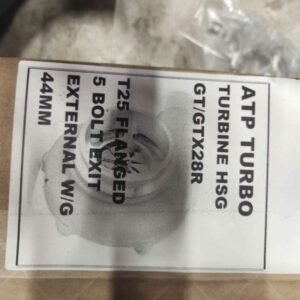 ATP TURBO
TURBINE HSG
GT/GTX28R
T25 FLANGED
5 BOLT EXIT
EXTERNAL W/G
44MM